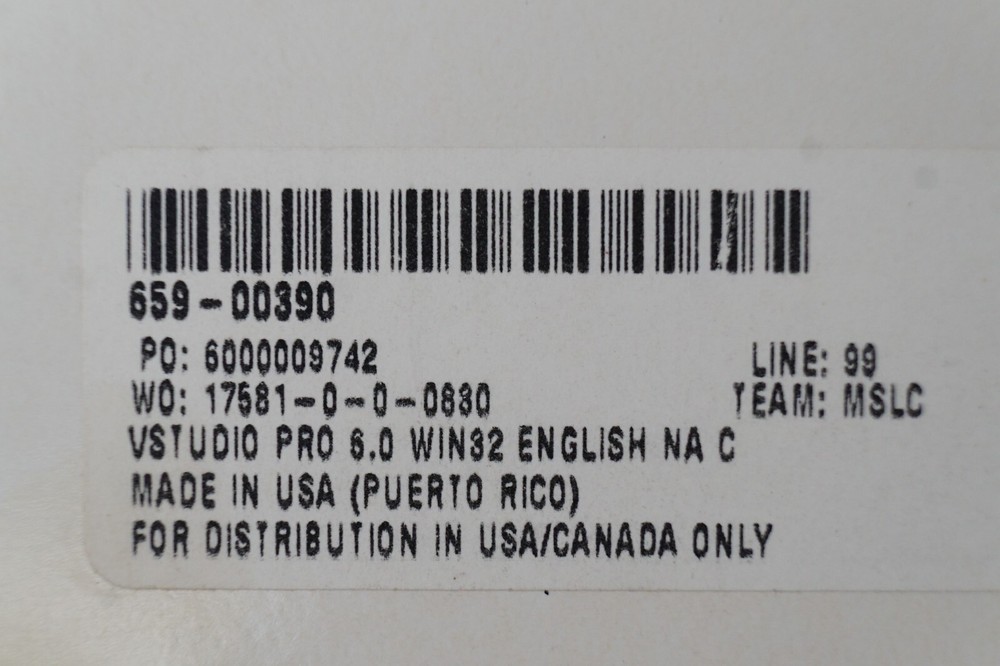 659-00390
PO: 6000009742 LINE: 99
WO: 17581-0-0-0830 TEAM: MSLC
VSTUDIO PRO 6.0 WIN32 ENGLISH NA C
MADE IN USA (PUERTO RICO)
FOR DISTRIBUTION IN USA/CANADA ONLY